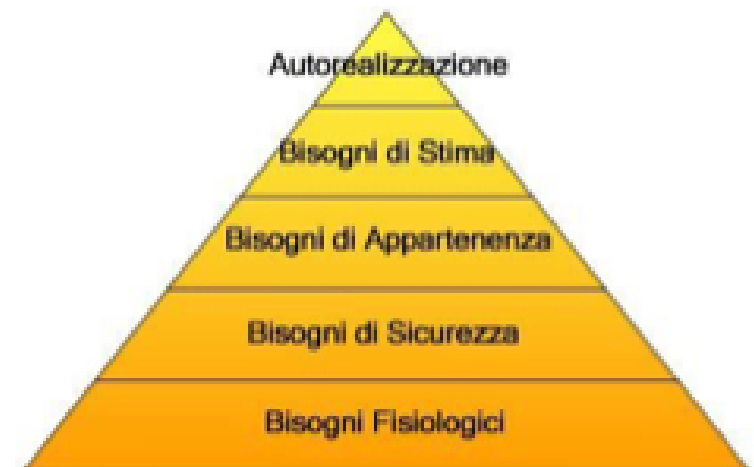 Autorealizzazione
Bisogni di Stima
Bisogni di Appartenenza
Bisogni di Sicurezza
Bisogni Fisiologici